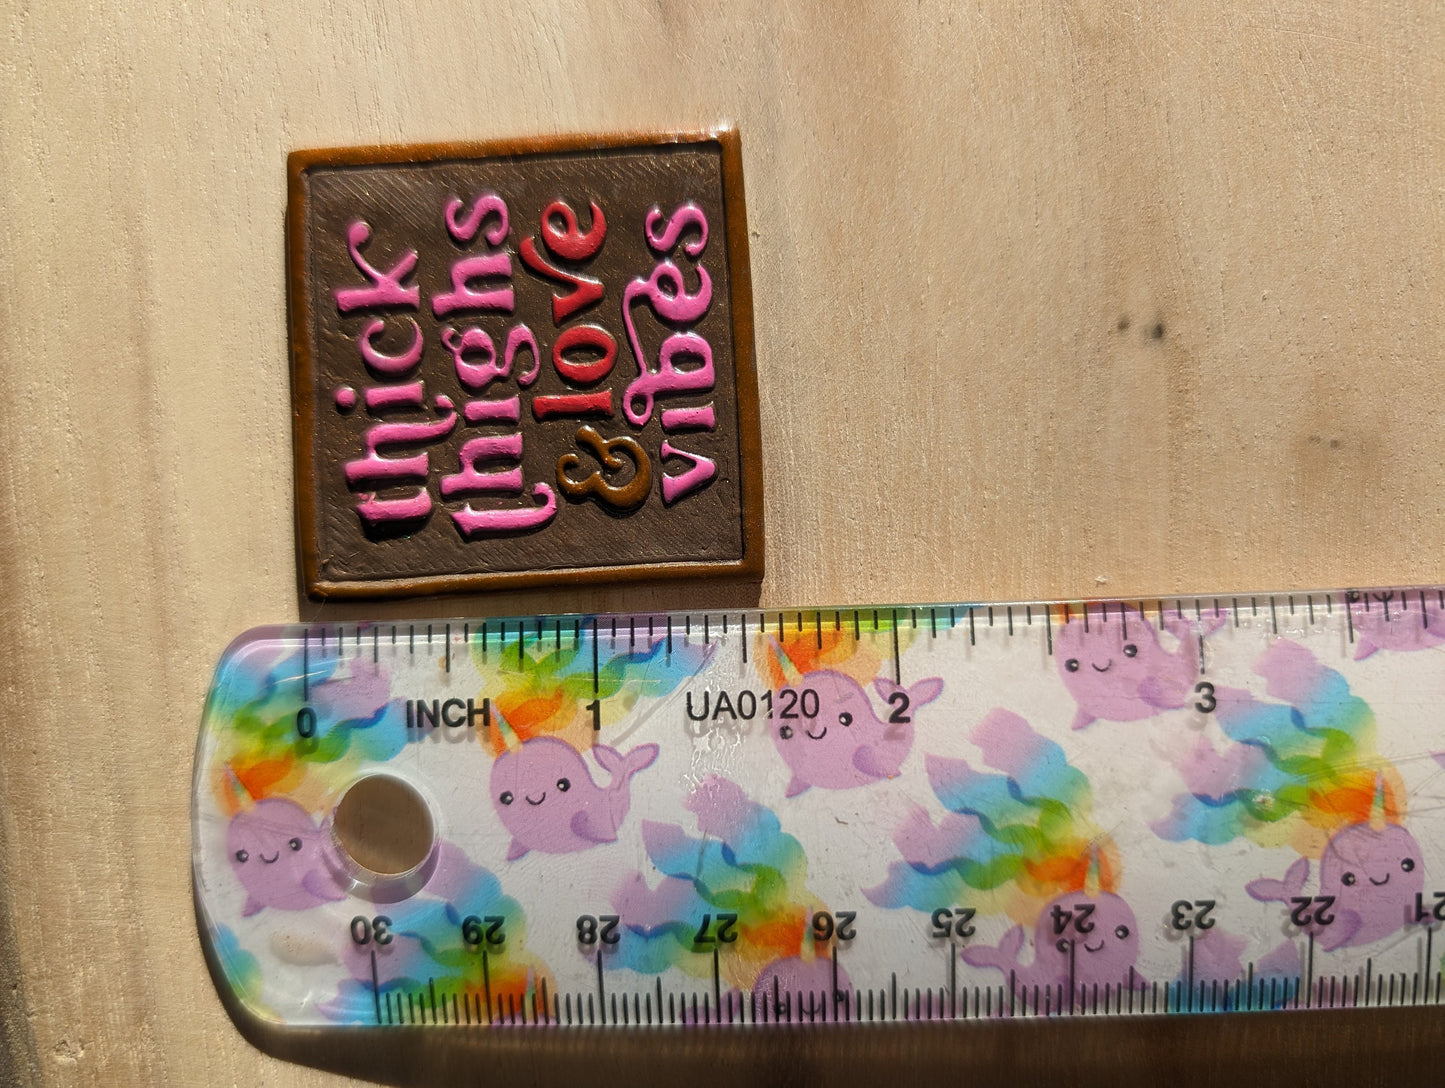 thick
thighs
& love
vibes
0 INCH 1 UA0120 2 3
30 29 28 27 26 25 24 23 22 21